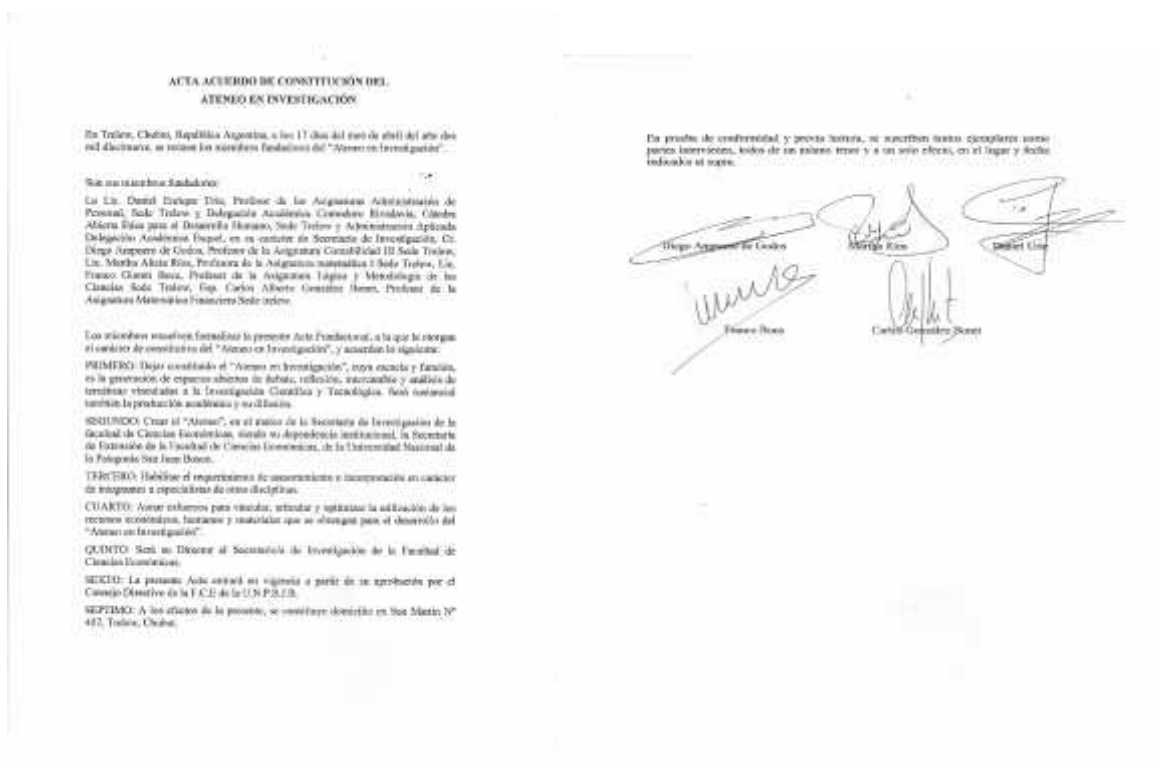 ACTA ACUERDO DE CONSTITUCIÓN DEL
ATENEO EN INVESTIGACIÓN
En Trelew, Chubut, República Argentina, a los 17 días del mes de abril del año dos
mil diecinueve, se reúnen los miembros fundadores del "Ateneo en Investigación".
Son sus miembros fundadores:
Lic. Daniel Enrique Urie, Profesor de las Asignaturas Administración de
Personal, Sede Trelew y Delegación Académica Comodoro Rivadavia, Cátedra
Abierta Ética para el Desarrollo Humano, Sede Trelew y Administración Aplicada
Delegación Académica Esquel, en su carácter de Secretario de Investigación, Cr.
Diego Ampuero de Godos, Profesor de la Asignatura Contabilidad III Sede Trelew,
Lic. Martha Alicia Ríos, Profesora de la Asignatura matemática I Sede Trelew, Lic.
Franco Gianni Bocca, Profesor de la Asignatura Lógica y Metodología de las
Ciencias Sede Trelew, Esp. Carlos Alberto González Bonet, Profesor de la
Asignatura Matemática Financiera Sede trelew.
Los miembros resuelven formalizar la presente Acta Fundacional, a la que le otorgan
el carácter de constitutiva del "Ateneo en Investigación", y acuerdan lo siguiente:
PRIMERO: Dejar constituido el "Ateneo en Investigación", cuya esencia y función,
es la generación de espacios abiertos de debate, reflexión, intercambio y análisis de
temáticas vinculadas a la Investigación Científica y Tecnológica. Será sustancial
también la producción académica y su difusión.
SEGUNDO: Crear el "Ateneo", en el marco de la Secretaría de Investigación de la
facultad de Ciencias Económicas, siendo su dependencia institucional, la Secretaría
de Extensión de la Facultad de Ciencias Económicas, de la Universidad Nacional de
la Patagonia San Juan Bosco.
TERCERO: Habilitar el requerimiento de asesoramiento e incorporación en carácter
de integrantes a especialistas de otras disciplinas.
CUARTO: Aunar esfuerzos para vincular, articular y optimizar la utilización de los
recursos económicos, humanos y materiales que se obtengan para el desarrollo del
"Ateneo en Investigación".
QUINTO: Será su Director el Secretario/a de Investigación de la Facultad de
Ciencias Económicas.
SEXTO: La presente Acta entrará en vigencia a partir de su aprobación por el
Consejo Directivo de la F.C.E de la U.N.P.S.J.B.
SEPTIMO: A los efectos de la presente, se constituye domicilio en San Martín Nº
407, Trelew, Chubut.
En prueba de conformidad y previa lectura, se suscriben tantos ejemplares como
partes intervienen, todos de un mismo tenor y a un solo efecto, en el lugar y fecha
indicados ut supra.
Diego Ampuero de Godos
Martha Ríos
Daniel Urie
Franco Bocca
Carlos González Bonet